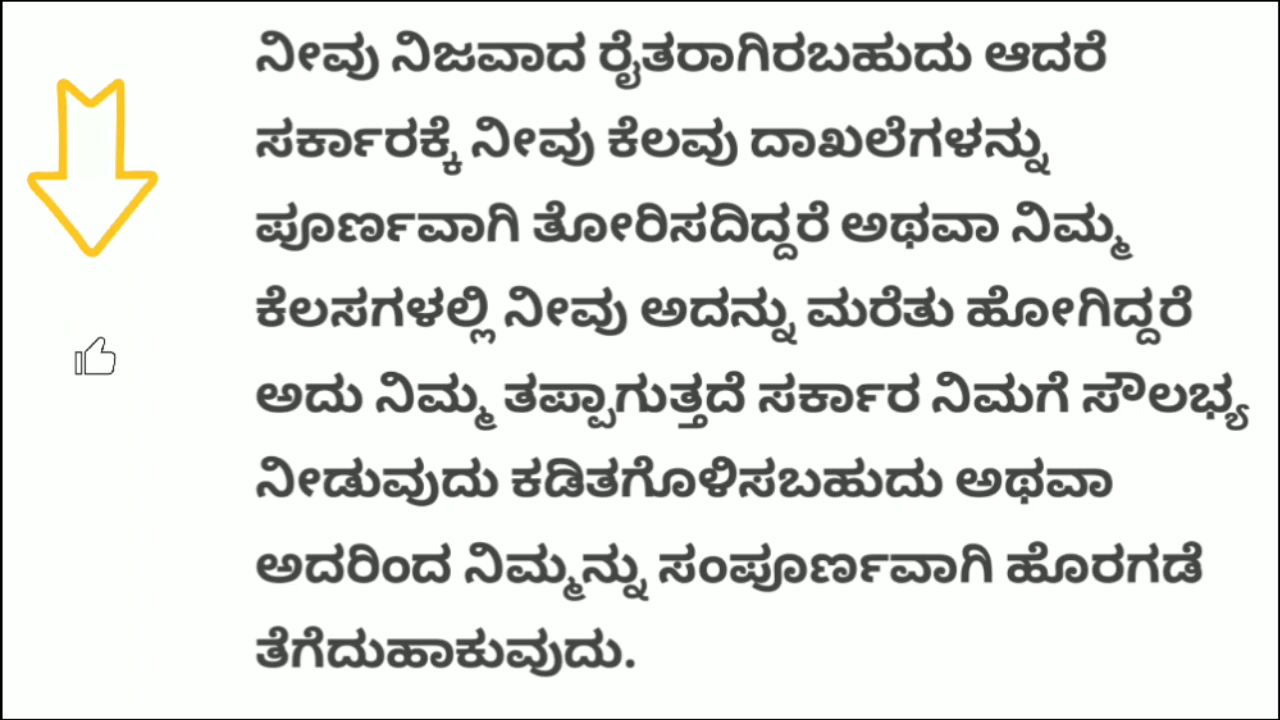 ನೀವು ನಿಜವಾದ ರೈತರಾಗಿರಬಹುದು ಆದರೆ
ಸರ್ಕಾರಕ್ಕೆ ನೀವು ಕೆಲವು ದಾಖಲೆಗಳನ್ನು
ಪೂರ್ಣವಾಗಿ ತೋರಿಸದಿದ್ದರೆ ಅಥವಾ ನಿಮ್ಮ
ಕೆಲಸಗಳಲ್ಲಿ ನೀವು ಅದನ್ನು ಮರೆತು ಹೋಗಿದ್ದರೆ
ಅದು ನಿಮ್ಮ ತಪ್ಪಾಗುತ್ತದೆ ಸರ್ಕಾರ ನಿಮಗೆ ಸೌಲಭ್ಯ
ನೀಡುವುದು ಕಡಿತಗೊಳಿಸಬಹುದು ಅಥವಾ
ಅದರಿಂದ ನಿಮ್ಮನ್ನು ಸಂಪೂರ್ಣವಾಗಿ ಹೊರಗಡೆ
ತೆಗೆದುಹಾಕುವುದು.